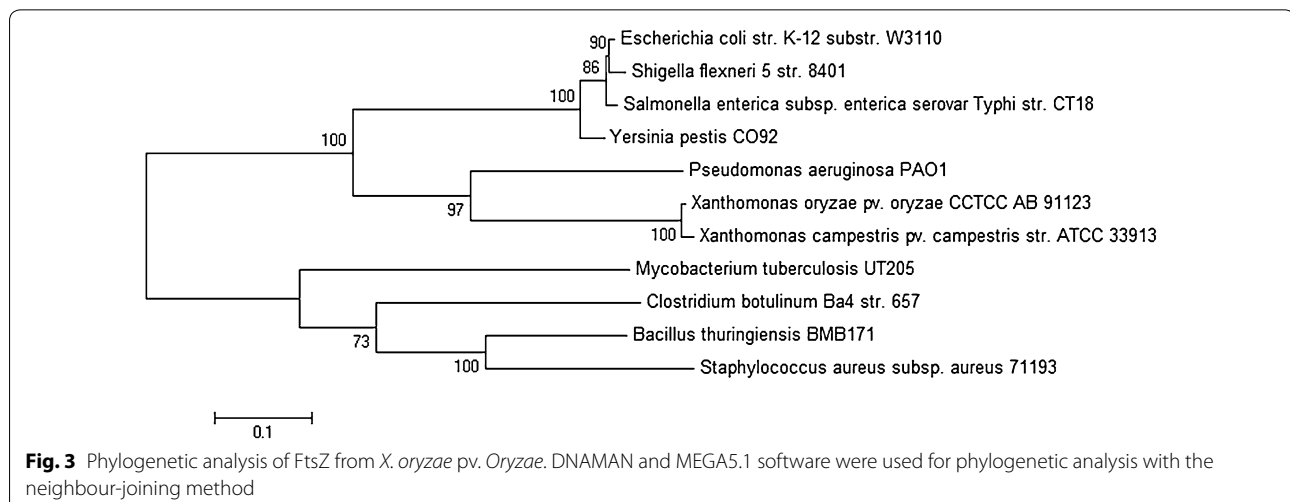 90 Escherichia coli str. K-12 substr. W3110
Shigella flexneri 5 str. 8401
86
Salmonella enterica subsp. enterica serovar Typhi str. CT18
100
Yersinia pestis CO92
100
Pseudomonas aeruginosa PAO1
Xanthomonas oryzae pv. oryzae CCTCC AB 91123
97
100 Xanthomonas campestris pv. campestris str. ATCC 33913
Mycobacterium tuberculosis UT205
Clostridium botulinum Ba4 str. 657
73
Bacillus thuringiensis BMB171
100
Staphylococcus aureus subsp. aureus 71193
0.1
Fig. 3 Phylogenetic analysis of FtsZ from X. oryzae pv. Oryzae. DNAMAN and MEGA5.1 software were used for phylogenetic analysis with the
neighbour-joining method